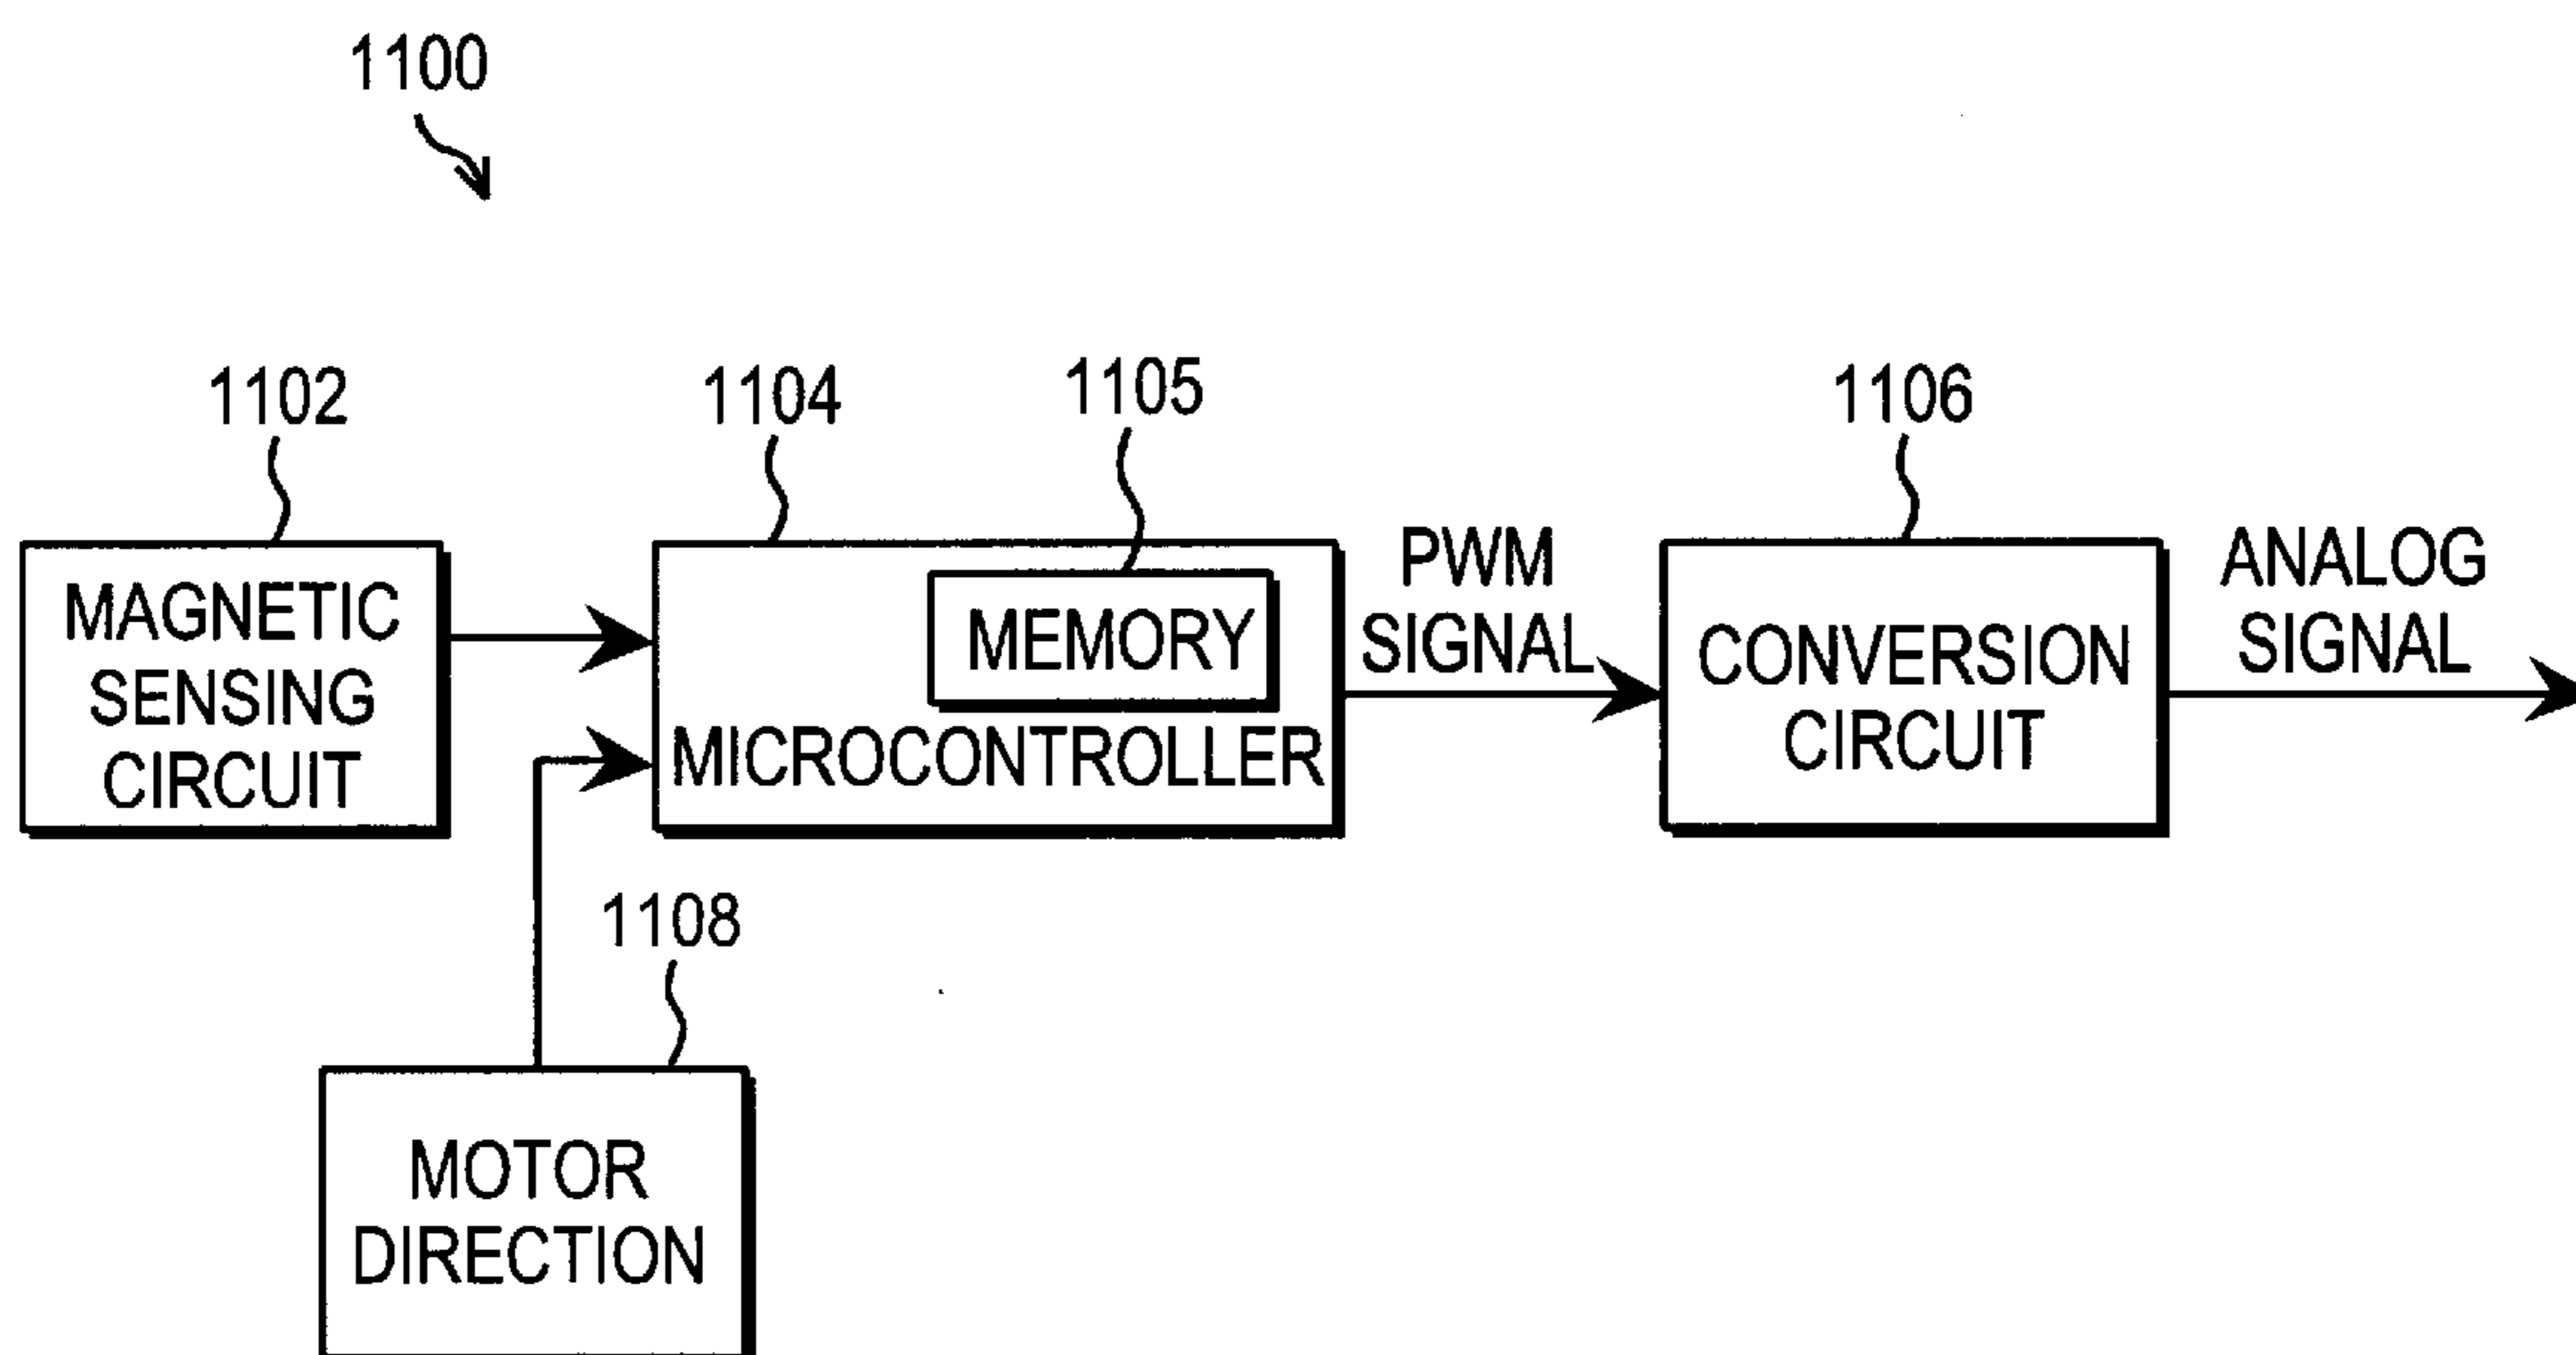 1100
1102
1104
1105
1106
MAGNETIC
SENSING
CIRCUIT
MEMORY
MICROCONTROLLER
PWM
SIGNAL
CONVERSION
CIRCUIT
ANALOG
SIGNAL
1108
MOTOR
DIRECTION